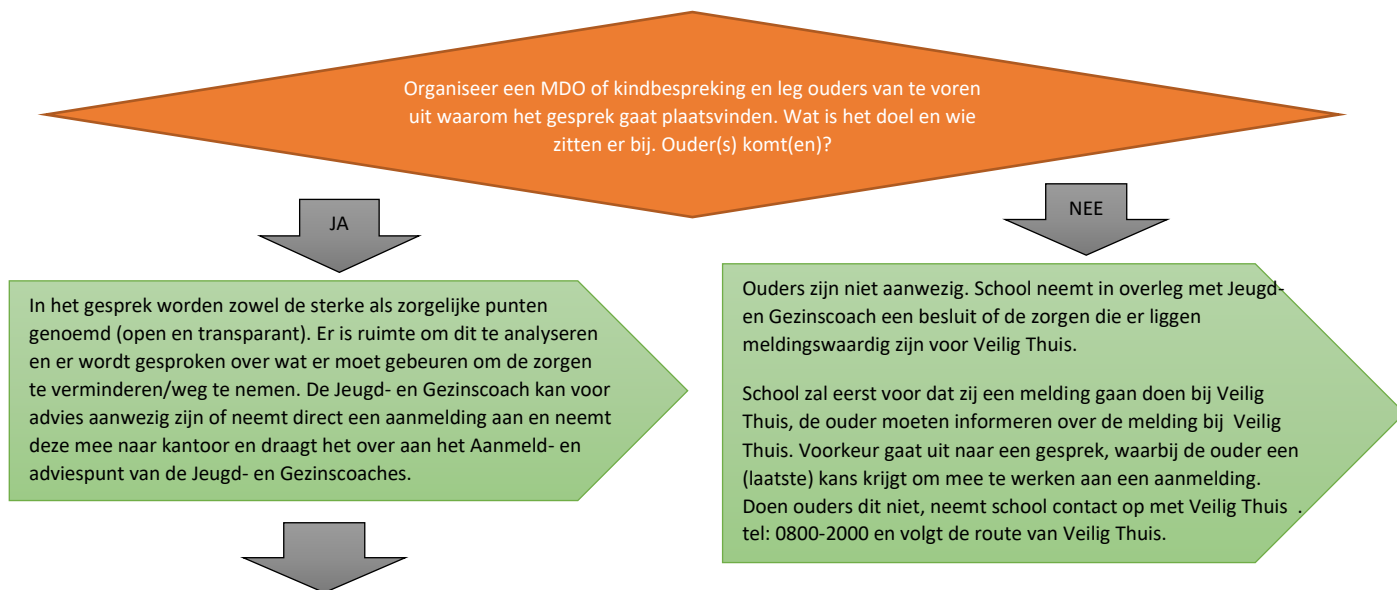 Organiseer een MDO of kindbespreking en leg ouders van te voren
uit waarom het gesprek gaat plaatsvinden. Wat is het doel en wie
zitten er bij. Ouder(s) komt(en)?
JA
NEE
In het gesprek worden zowel de sterke als zorgelijke punten
genoemd (open en transparant). Er is ruimte om dit te analyseren
en er wordt gesproken over wat er moet gebeuren om de zorgen
te verminderen/weg te nemen. De Jeugd- en Gezinscoach kan voor
advies aanwezig zijn of neemt direct een aanmelding aan en neemt
deze mee naar kantoor en draagt het over aan het Aanmeld- en
adviespunt van de Jeugd- en Gezinscoaches.
Ouders zijn niet aanwezig. School neemt in overleg met Jeugd-
en Gezinscoach een besluit of de zorgen die er liggen
meldingswaardig zijn voor Veilig Thuis.
School zal eerst voor dat zij een melding gaan doen bij Veilig
Thuis, de ouder moeten informeren over de melding bij Veilig
Thuis. Voorkeur gaat uit naar een gesprek, waarbij de ouder een
(laatste) kans krijgt om mee te werken aan een aanmelding.
Doen ouders dit niet, neemt school contact op met Veilig Thuis .
tel: 0800-2000 en volgt de route van Veilig Thuis.